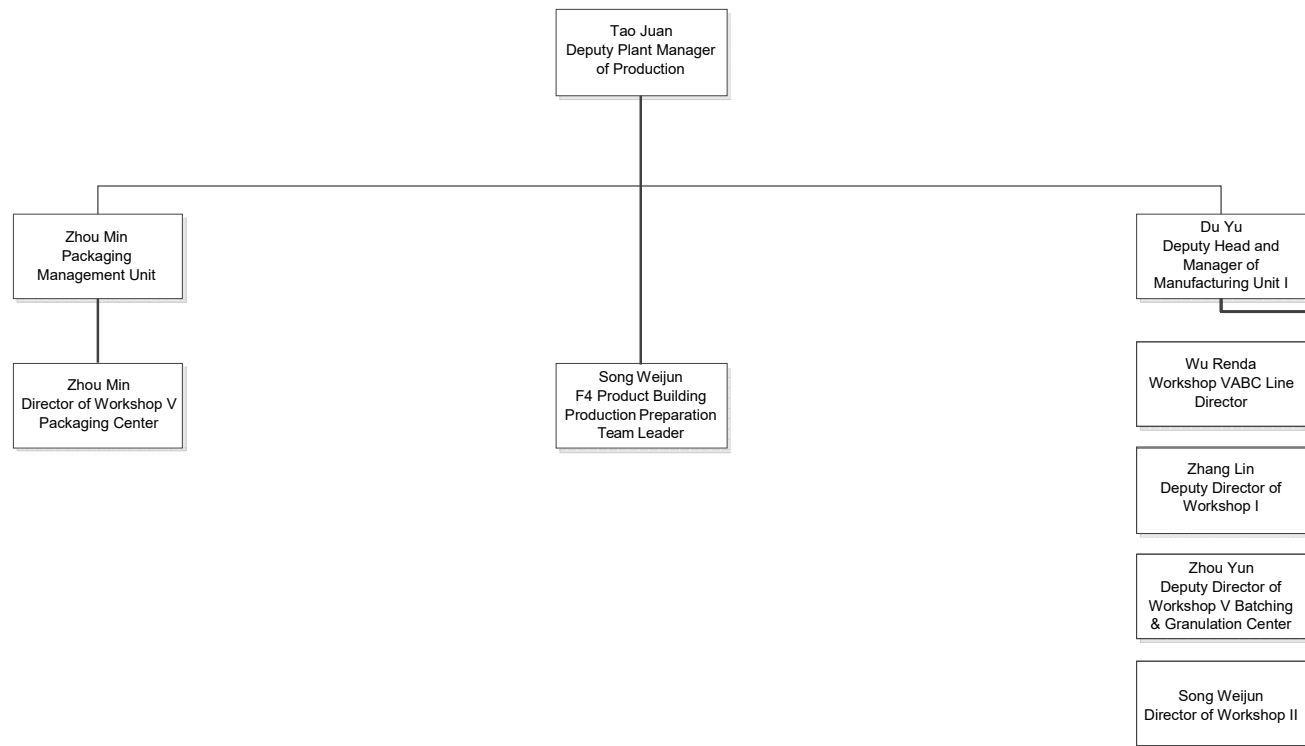 Tao Juan
Deputy Plant Manager
of Production
Zhou Min
Packaging
Management Unit
Du Yu
Deputy Head and
Manager of
Manufacturing Unit I
Zhou Min
Director of Workshop V
Packaging Center
Song Weijun
F4 Product Building
Production Preparation
Team Leader
Wu Renda
Workshop VABC Line
Director
Zhang Lin
Deputy Director of
Workshop I
Zhou Yun
Deputy Director of
Workshop V Batching
& Granulation Center
Song Weijun
Director of Workshop II